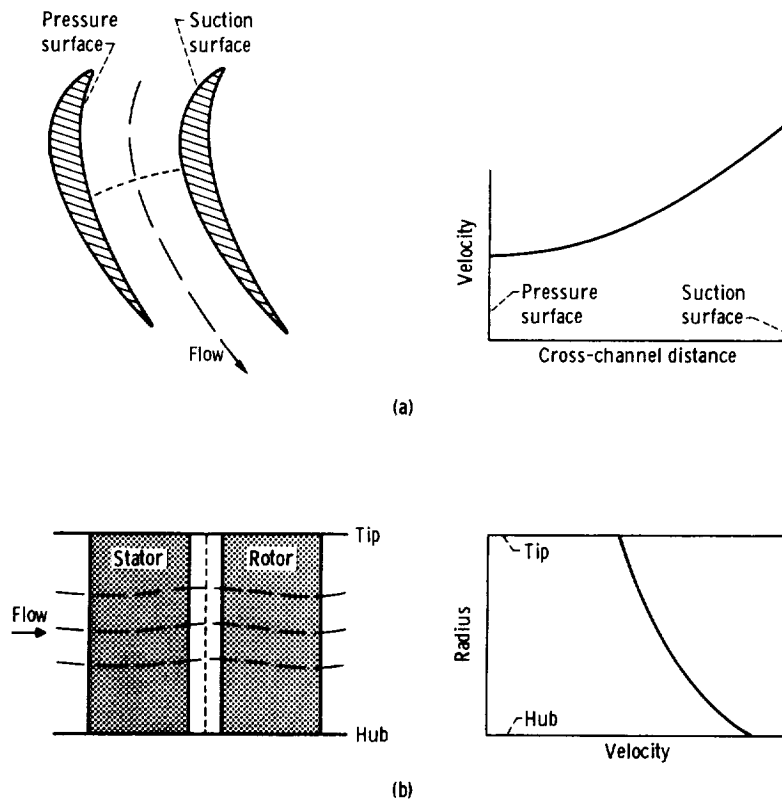 Pressure
surface
Suction
surface
Flow
Velocity
Pressure
surface
Suction
surface
Cross-channel distance
(a)
Stator
Rotor
Tip
Flow
Hub
Radius
Tip
Hub
Velocity
(b)